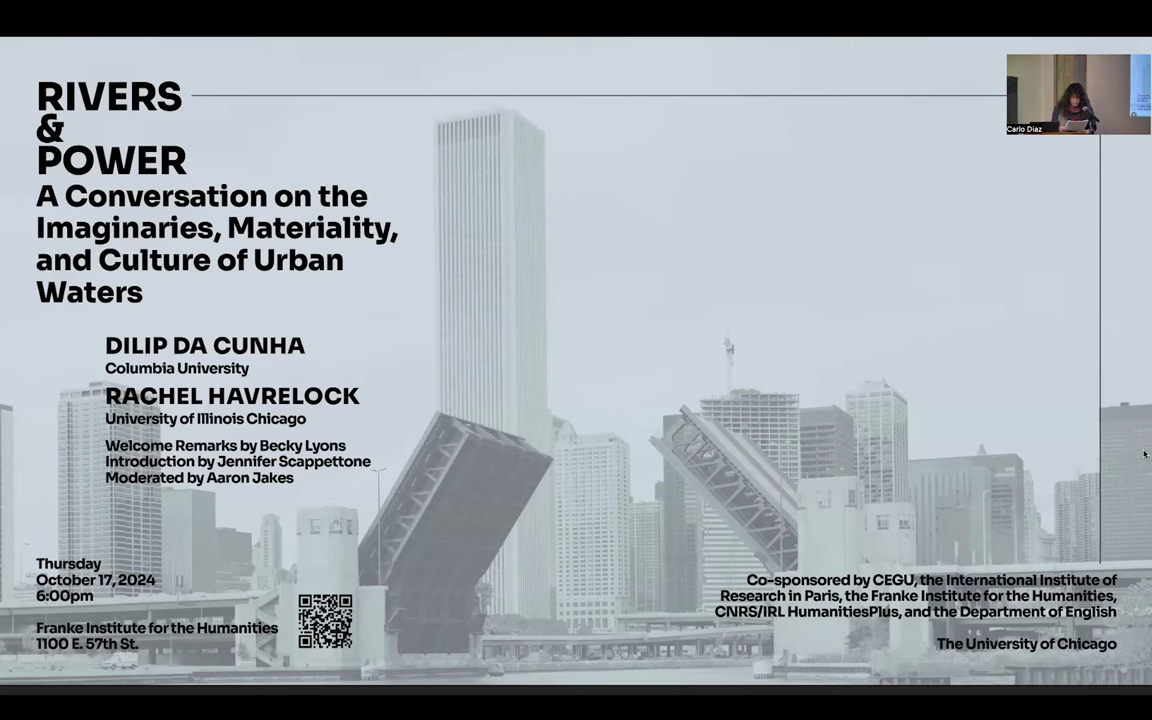 RIVERS
&
POWER
A Conversation on the
Imaginaries, Materiality,
and Culture of Urban
Waters
DILIP DA CUNHA
Columbia University
RACHEL HAVRELOCK
University of Illinois Chicago
Welcome Remarks by Becky Lyons
Introduction by Jennifer Scappettone
Moderated by Aaron Jakes
Thursday
October 17, 2024
6:00pm
Franke Institute for the Humanities
1100 E. 57th St.
Co-sponsored by CEGU, the International Institute of
Research in Paris, the Franke Institute for the Humanities,
CNRS/IRL HumanitiesPlus, and the Department of English
The University of Chicago
Carlo Diaz